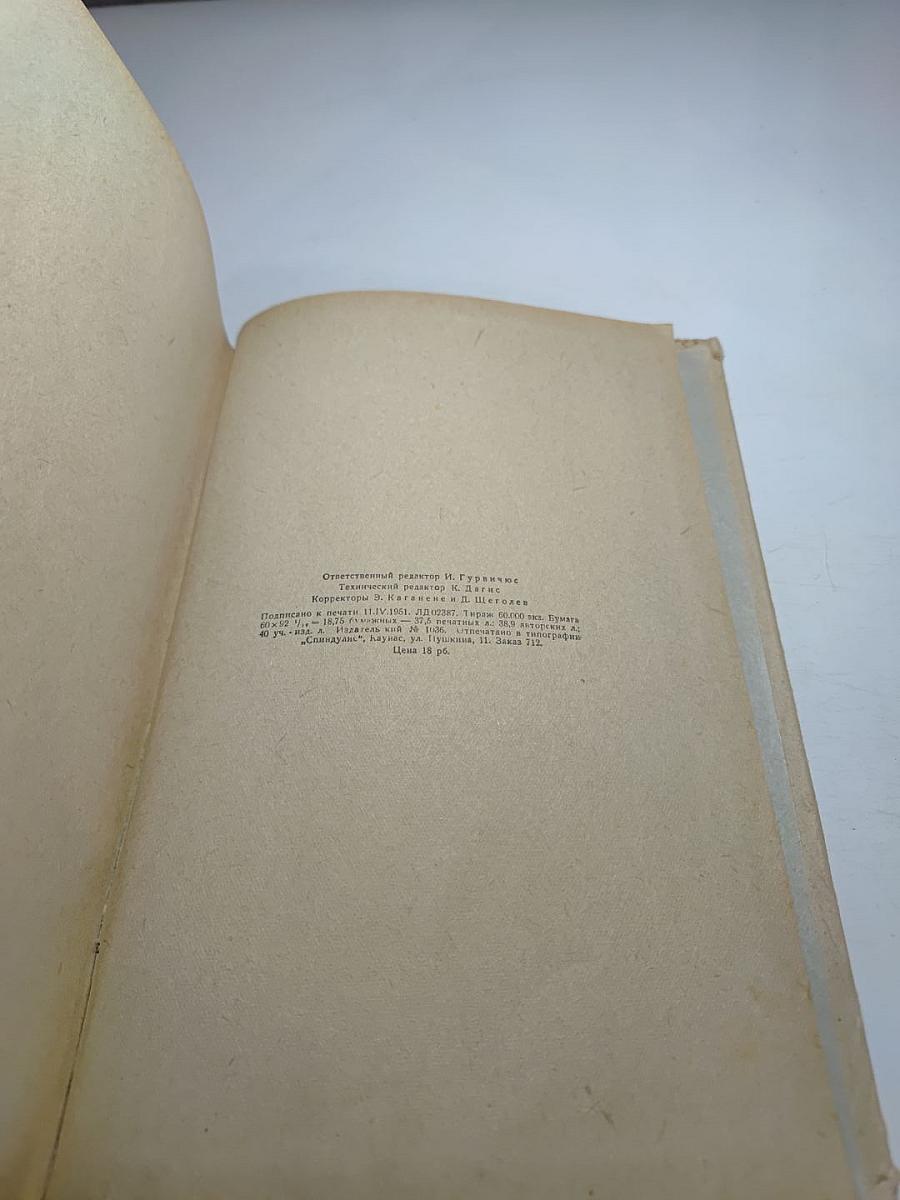 Ответственный редактор И. Гурвичюс
Технический редактор К. Дагис
Корректоры Э. Каганене и Д. Щеголев
Подписано к печати 11.IV.1951. ЛД 02387. Тираж 60.000 экз. Бумага
60×92 1/16 = 18,75 бумажных — 37,5 печатных л.: 38,9 авторских л.;
40 уч.-изд. л. Издатель кий № 1036. Отпечатано в типографии
„Спиндулис“, Каунас, ул. Пушкина, 11. Заказ 712.
Цена 18 рб.